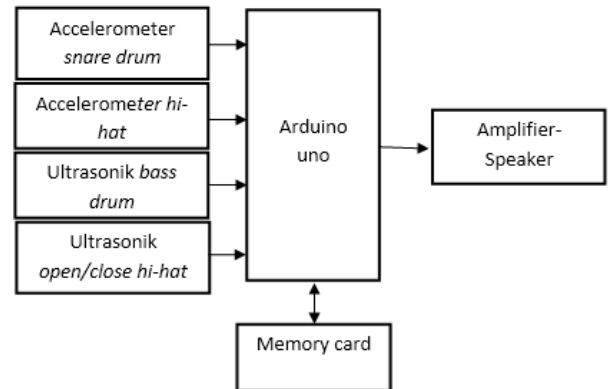 Accelerometer
snare drum
Accelerometer hi-
hat
Ultrasonik bass
drum
Ultrasonik
open/close hi-hat
Arduino
uno
Amplifier-
Speaker
Memory card